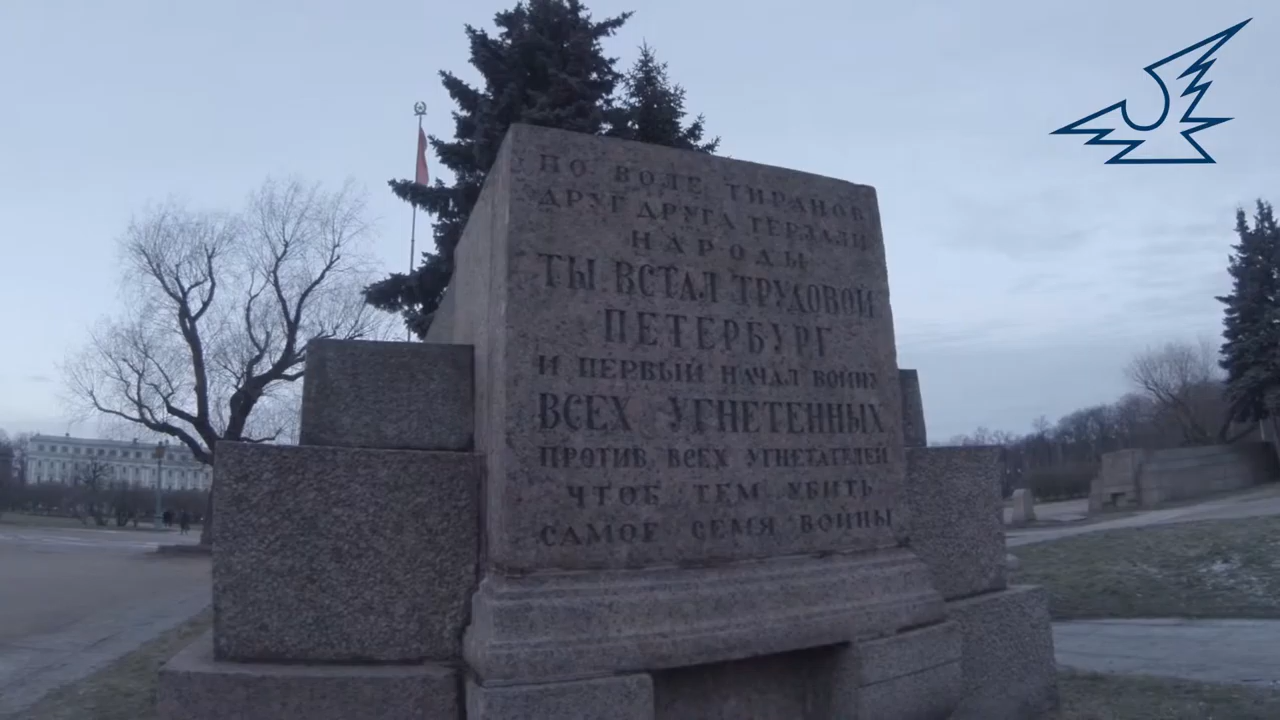 ПО ВОЛЕ ТИРАНОВ
ДРУГ ДРУГА ТЕРЗАЛИ
НАРОДЫ
ТЫ ВСТАЛ ТРУДОВОЙ
ПЕТЕРБУРГ
И ПЕРВЫЙ НАЧАЛ ВОЙНУ
ВСЕХ УГНЕТЕННЫХ
ПРОТИВ ВСЕХ УГНЕТАТЕЛЕЙ
ЧТОБ ТЕМ УБИТЬ
САМОЕ СЕМЯ ВОЙНЫ